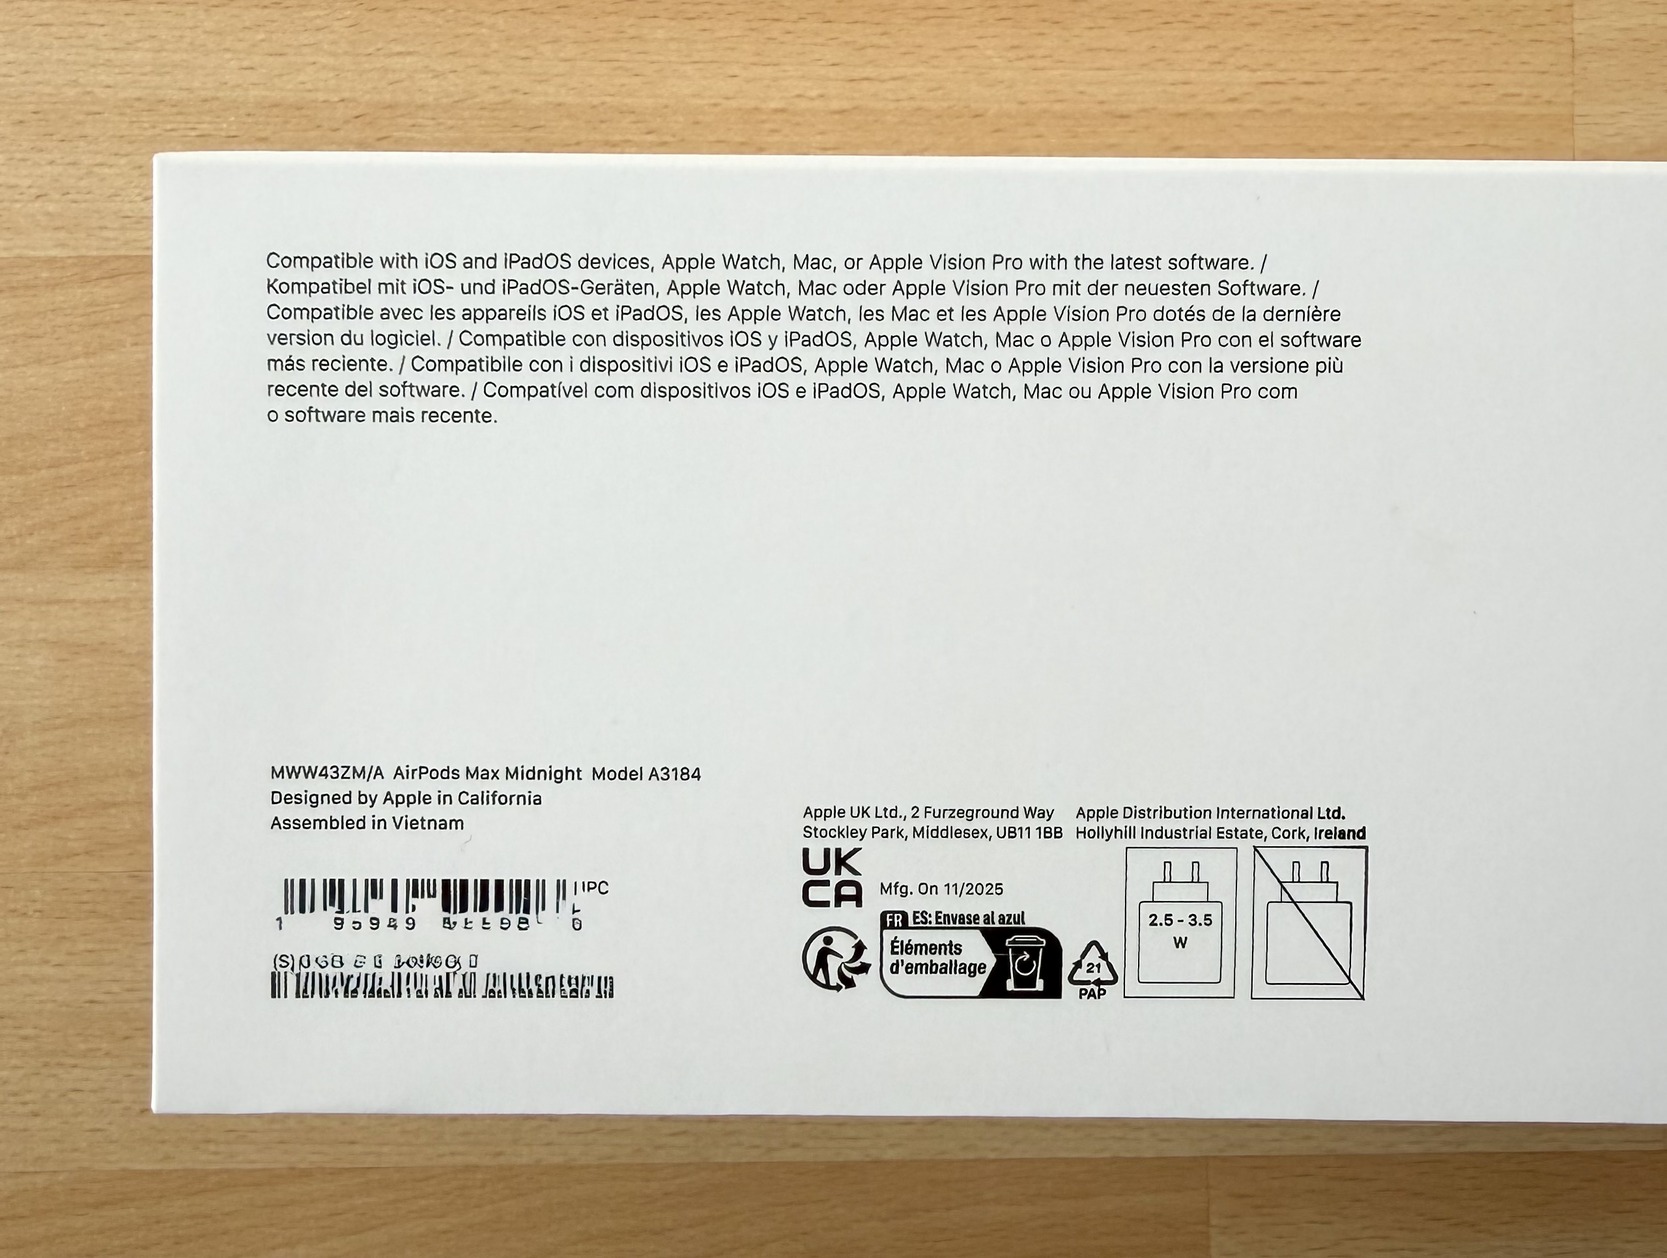 Compatible with iOS and iPadOS devices, Apple Watch, Mac, or Apple Vision Pro with the latest software. /
Kompatibel mit iOS- und iPadOS-Geräten, Apple Watch, Mac oder Apple Vision Pro mit der neuesten Software. /
Compatible avec les appareils iOS et iPadOS, les Apple Watch, les Mac et les Apple Vision Pro dotés de la dernière
version du logiciel. / Compatible con dispositivos iOS y iPadOS, Apple Watch, Mac o Apple Vision Pro con el software
más reciente. / Compatibile con i dispositivi iOS e iPadOS, Apple Watch, Mac o Apple Vision Pro con la versione più
recente del software. / Compatível com dispositivos iOS e iPadOS, Apple Watch, Mac ou Apple Vision Pro com
o software mais recente.
MWW43ZM/A AirPods Max Midnight Model A3184
Designed by Apple in California
Assembled in Vietnam
Apple UK Ltd., 2 Furzeground Way
Stockley Park, Middlesex, UB11 1BB
Apple Distribution International Ltd.
Hollyhill Industrial Estate, Cork, Ireland
UK
CA
Mfg. On 11/2025
FR ES: Envase al azul
Éléments
d'emballage
21
PAP
2.5 - 3.5
W